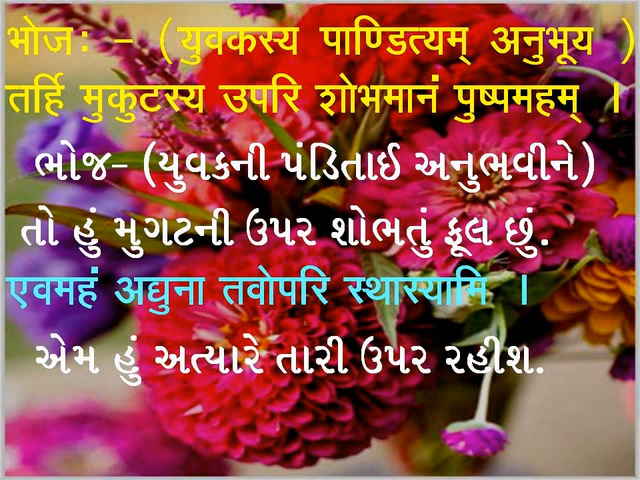 भोजः - (युवकस्य पाण्डित्यम् अनुभूय )
तर्हि मुकुटस्य उपरि शोभमानं पुष्पमहम् ।
ભોજ- (યુવકની પંડિતાઈ અનુભવીને)
તો હું મુગટની ઉપર શોભતું ફૂલ છું.
एवमहं अद्युना तवोपरि स्थास्यामि ।
એમ હું અત્યારે તારી ઉપર રહીશ.